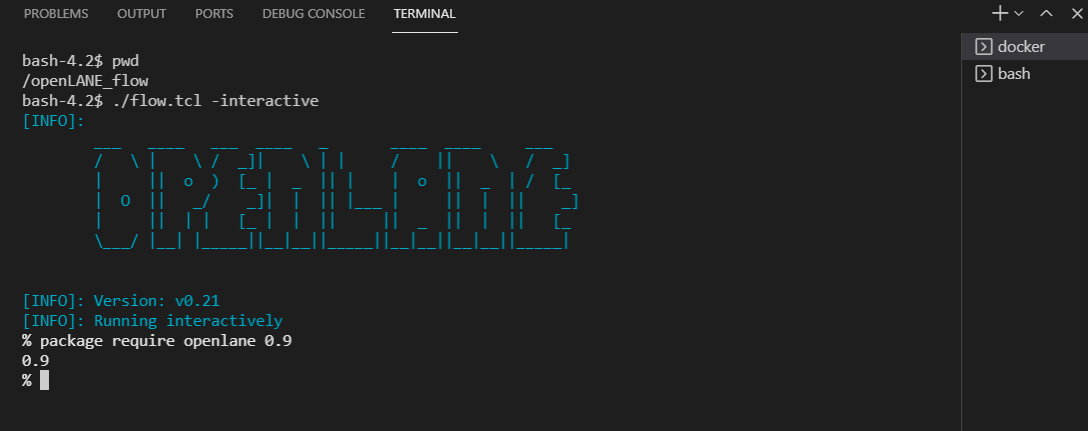 PROBLEMS OUTPUT PORTS DEBUG CONSOLE TERMINAL
docker
bash
bash-4.2$ pwd
/openLANE_flow
bash-4.2$ ./flow.tcl -interactive
[INFO]:
OPENLANE
[INFO]: Version: v0.21
[INFO]: Running interactively
% package require openlane 0.9
0.9
%